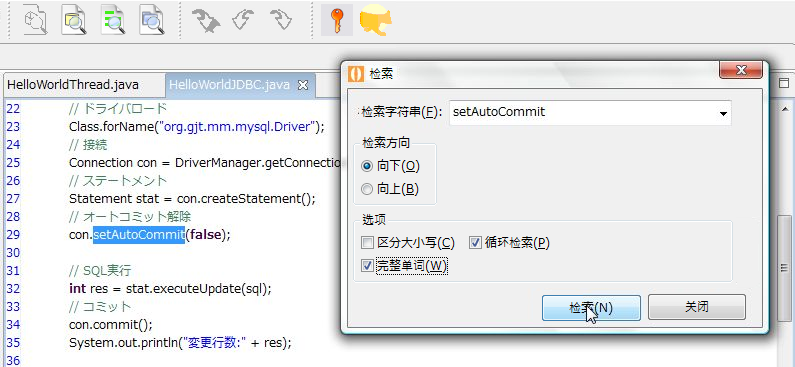 HelloWorldThread.java
HelloWorldJDBC.java
22 // ドライバロード
23 Class.forName("org.gjt.mm.mysql.Driver");
24 // 接続
25 Connection con = DriverManager.getConnectio
26 // ステートメント
27 Statement stat = con.createStatement();
28 // オートコミット解除
29 con.setAutoCommit(false);
30
31 // SQL実行
32 int res = stat.executeUpdate(sql);
33 // コミット
34 con.commit();
35 System.out.println("変更行数:" + res);
36
检索
检索字符串(F): setAutoCommit
检索方向
向下(O)
向上(B)
选项
区分大小写(C) 循环检索(P)
完整单词(W)
检索(N) 关闭